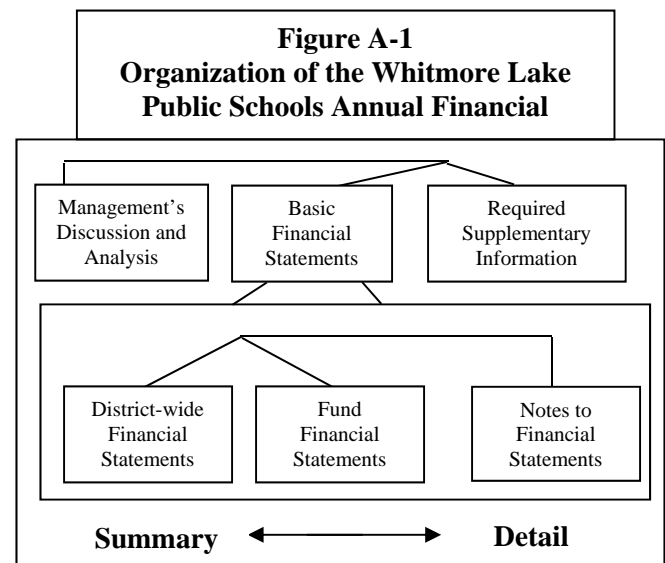 Figure A-1
Organization of the Whitmore Lake
Public Schools Annual Financial
Management’s
Discussion and
Analysis
Basic
Financial
Statements
Required
Supplementary
Information
District-wide
Financial
Statements
Fund
Financial
Statements
Notes to
Financial
Statements
Summary
Detail